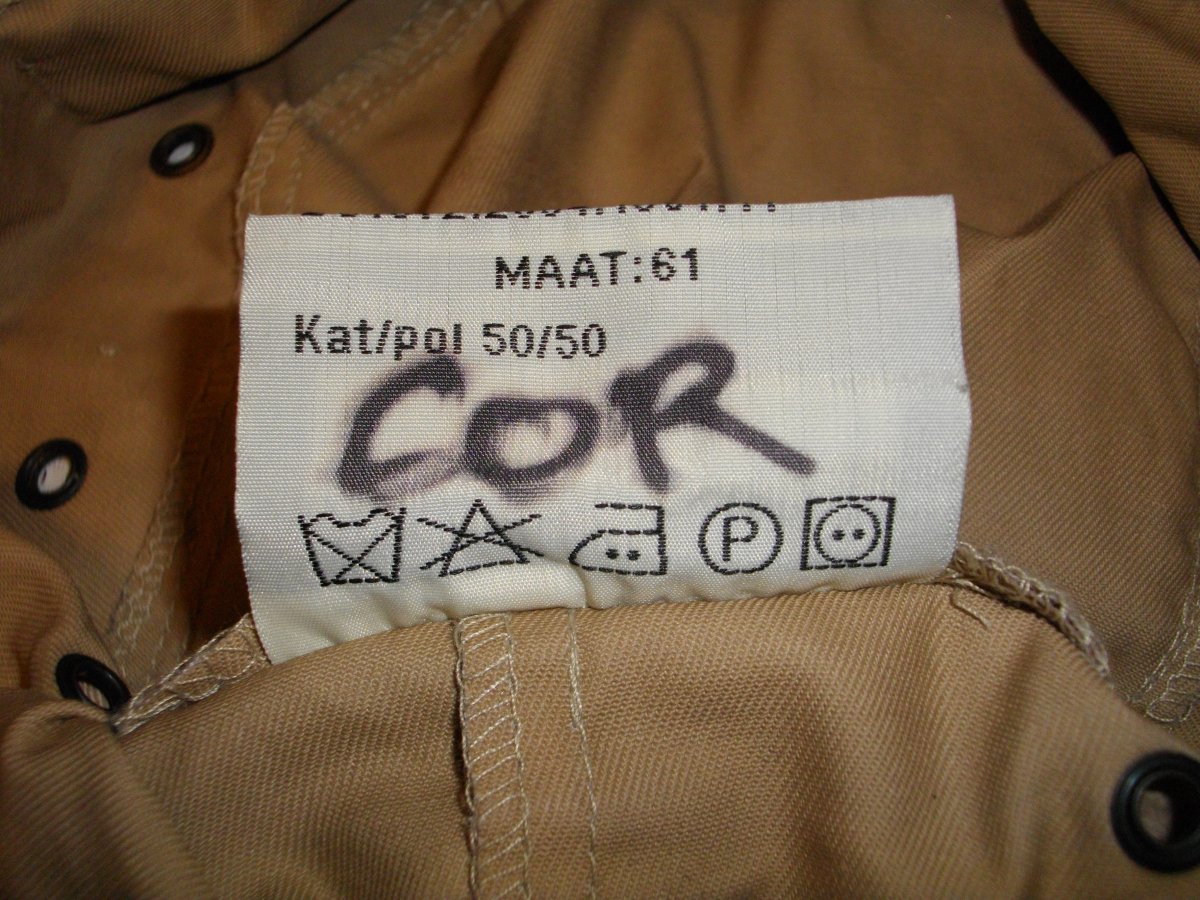 MAAT: 61
Kat/pol 50/50
COR
P